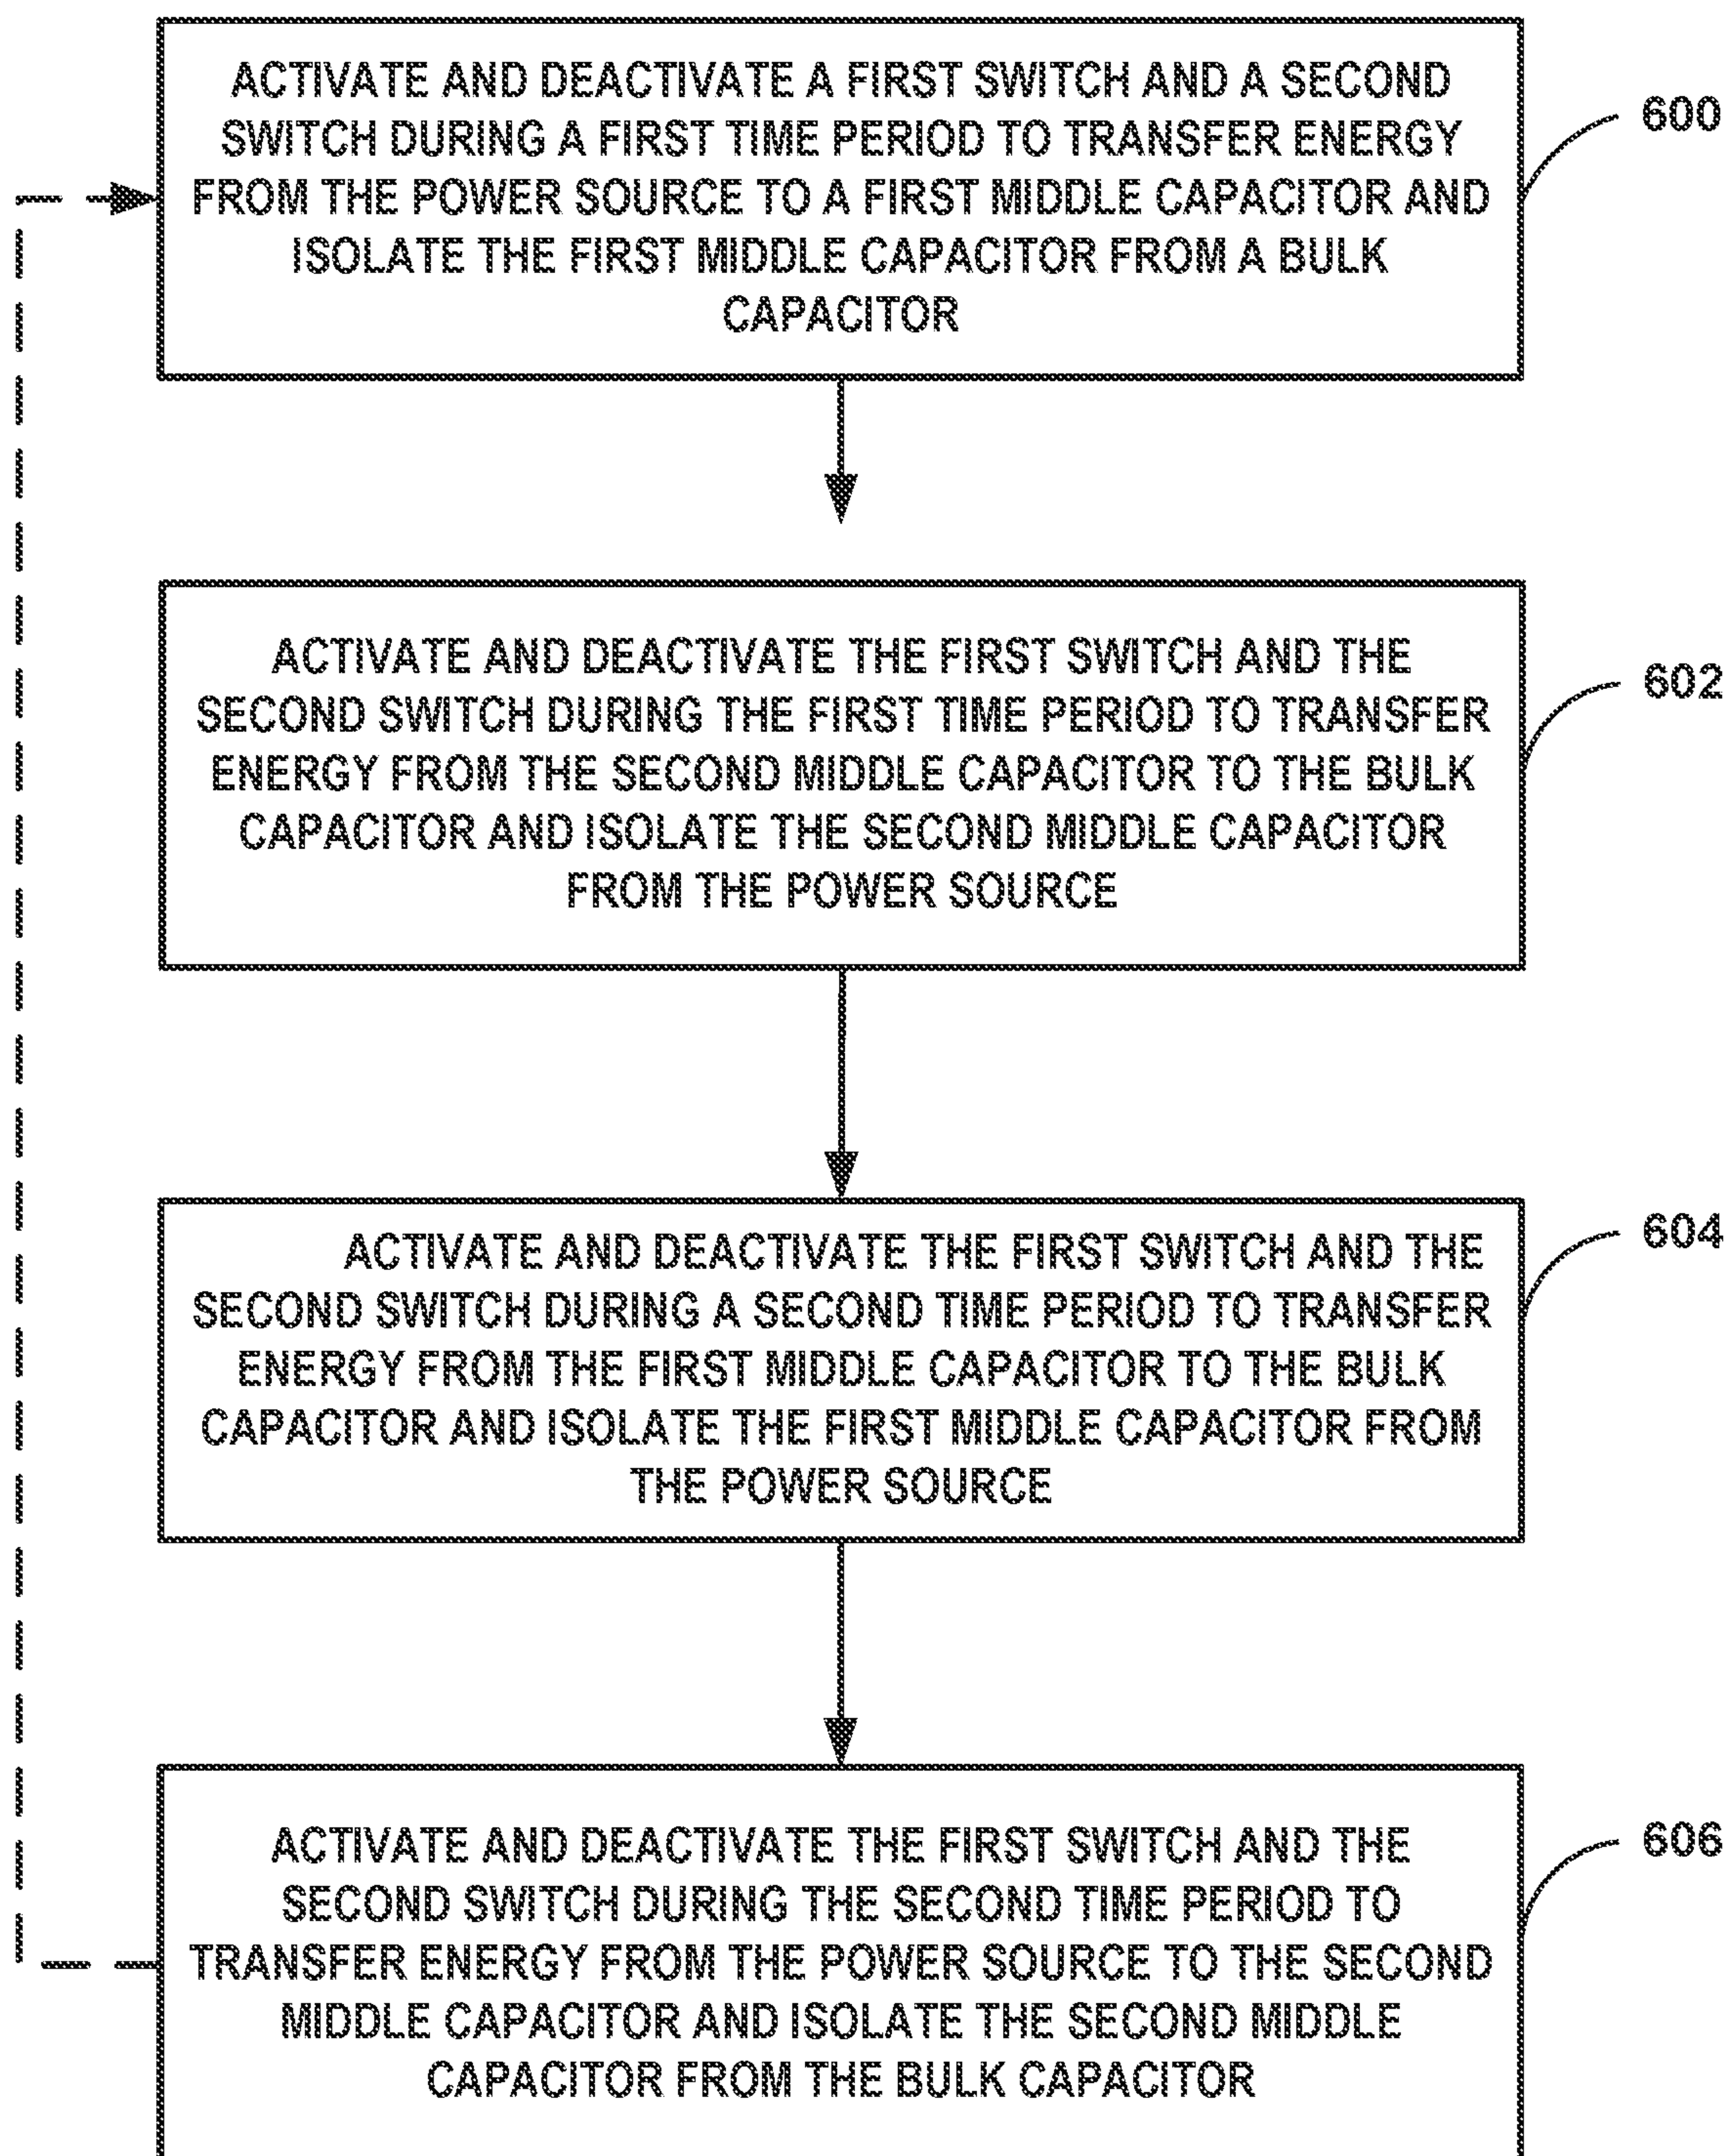 ACTIVATE AND DEACTIVATE A FIRST SWITCH AND A SECOND
SWITCH DURING A FIRST TIME PERIOD TO TRANSFER ENERGY
FROM THE POWER SOURCE TO A FIRST MIDDLE CAPACITOR AND
ISOLATE THE FIRST MIDDLE CAPACITOR FROM A BULK
CAPACITOR
600
ACTIVATE AND DEACTIVATE THE FIRST SWITCH AND THE
SECOND SWITCH DURING THE FIRST TIME PERIOD TO TRANSFER
ENERGY FROM THE SECOND MIDDLE CAPACITOR TO THE BULK
CAPACITOR AND ISOLATE THE SECOND MIDDLE CAPACITOR
FROM THE POWER SOURCE
602
ACTIVATE AND DEACTIVATE THE FIRST SWITCH AND THE
SECOND SWITCH DURING A SECOND TIME PERIOD TO TRANSFER
ENERGY FROM THE FIRST MIDDLE CAPACITOR TO THE BULK
CAPACITOR AND ISOLATE THE FIRST MIDDLE CAPACITOR FROM
THE POWER SOURCE
604
ACTIVATE AND DEACTIVATE THE FIRST SWITCH AND THE
SECOND SWITCH DURING THE SECOND TIME PERIOD TO
TRANSFER ENERGY FROM THE POWER SOURCE TO THE SECOND
MIDDLE CAPACITOR AND ISOLATE THE SECOND MIDDLE
CAPACITOR FROM THE BULK CAPACITOR
606